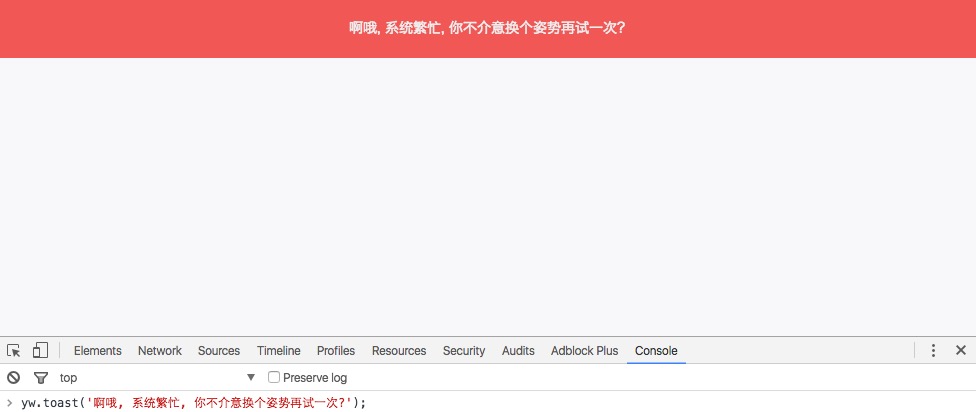 啊哦, 系统繁忙, 你不介意换个姿势再试一次?
Elements Network Sources Timeline Profiles Resources Security Audits Adblock Plus Console
top Preserve log
yw.toast('啊哦, 系统繁忙, 你不介意换个姿势再试一次?');